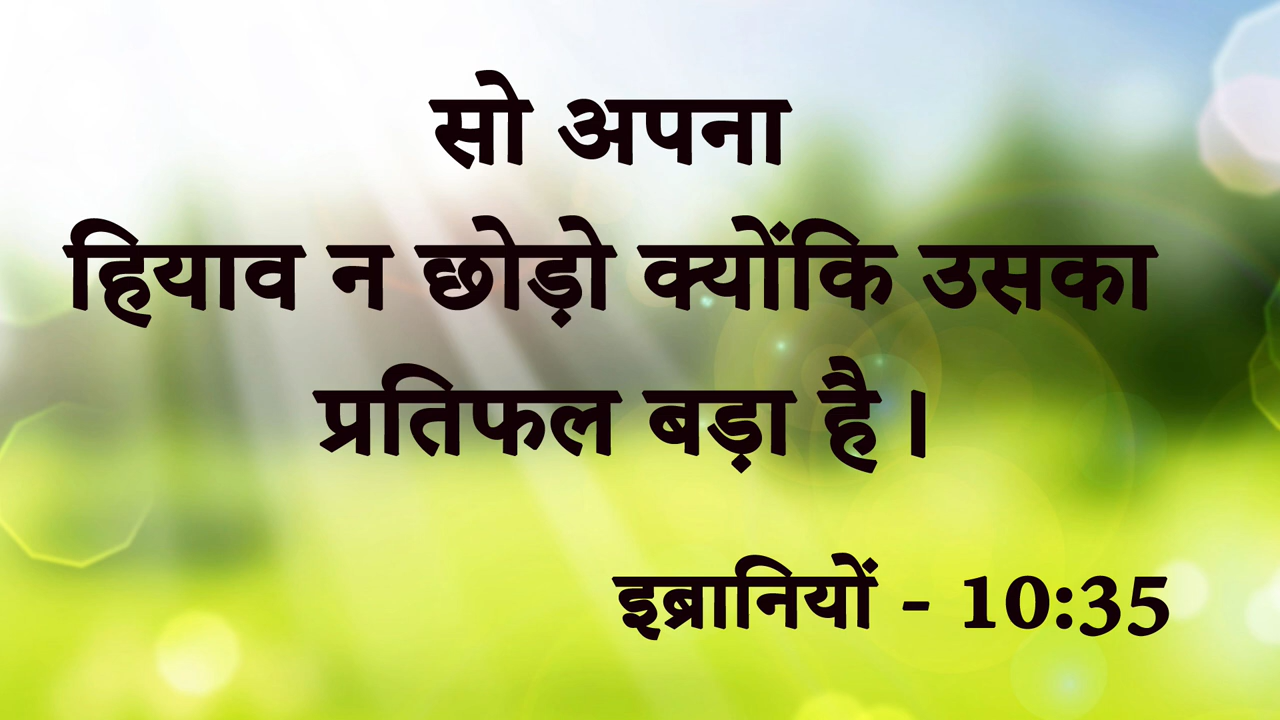 सो अपना
हियाव न छोड़ो क्योंकि उसका
प्रतिफल बड़ा है।
इब्रानियों - 10:35